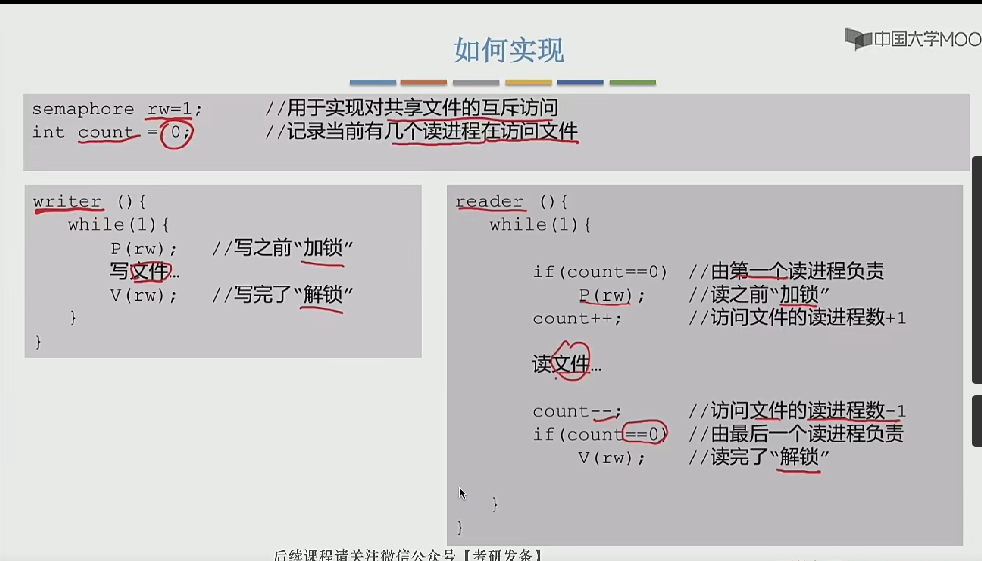 如何实现
中国大学MOO
semaphore rw=1; //用于实现对共享文件的互斥访问
int count = 0; //记录当前有几个读进程在访问文件
writer (){
while(1){
P(rw); //写之前“加锁”
写文件…
V(rw); //写完了“解锁”
}
}
reader (){
while(1){
if(count==0) //由第一个读进程负责
P(rw); //读之前“加锁”
count++; //访问文件的读进程数+1
读文件…
count--; //访问文件的读进程数-1
if(count==0) //由最后一个读进程负责
V(rw); //读完了“解锁”
}
}
后续课程请关注微信公众号【考研发条】